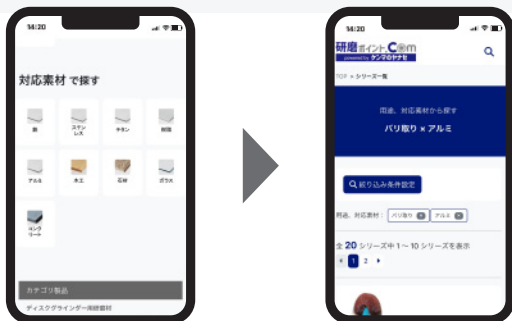 14:20
対応素材 で探す
鉄
ステン
レス
チタン
樹脂
アルミ
木工
石材
ガラス
コンク
リート
カテゴリ製品
ディスクグラインダー用研磨材
14:20
研磨ポイント.Com
powered by ケンマのヤナセ
TOP » シリーズ一覧
用途、対応素材から探す
バリ取り × アルミ
絞り込み条件設定
用途、対応素材： バリ取り アルミ
全 20 シリーズ中 1 〜 10 シリーズを表示
1 2